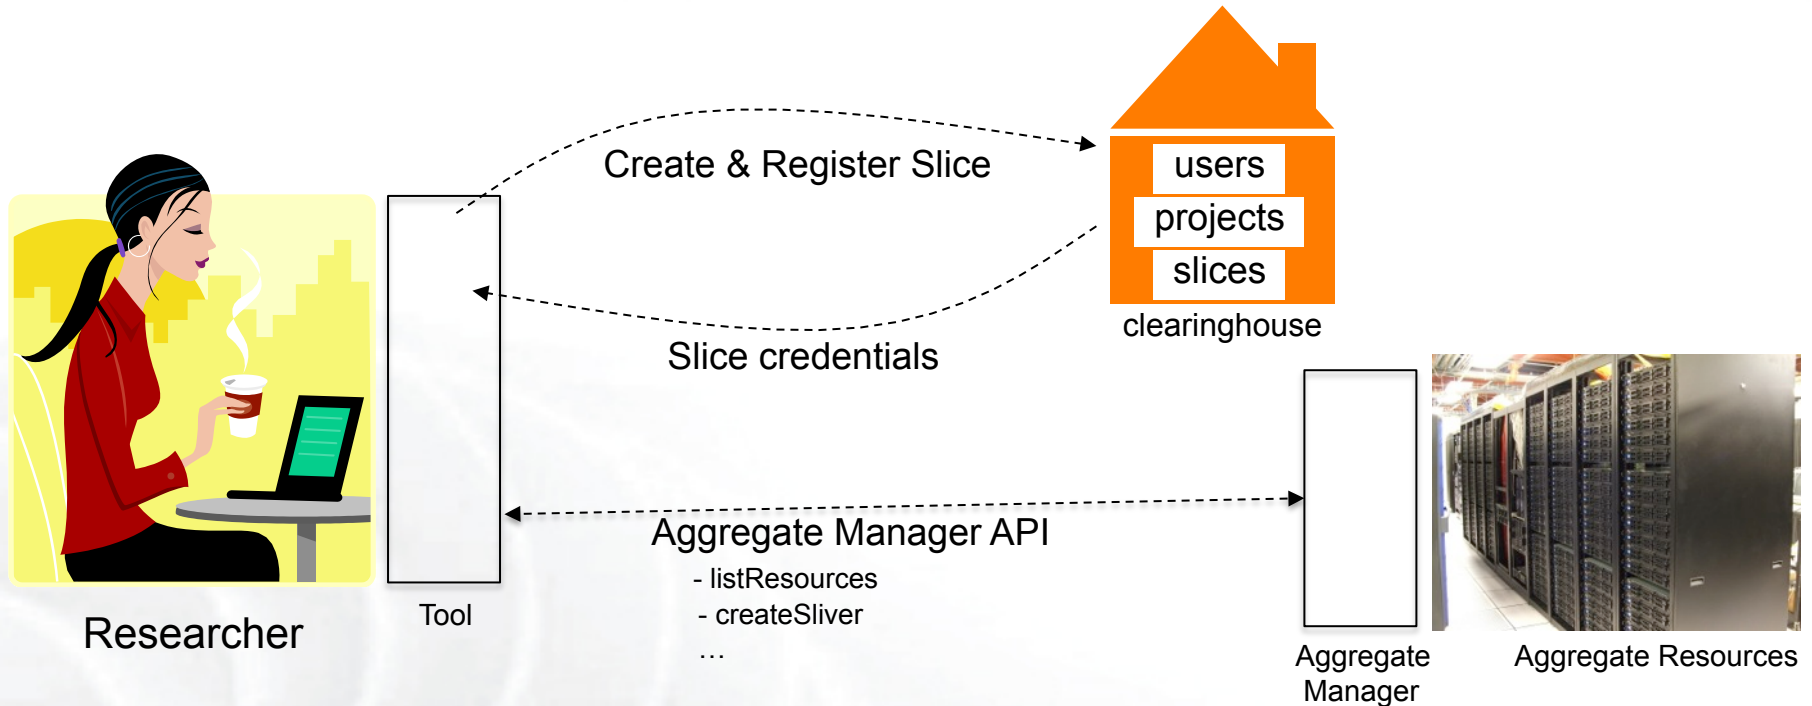 Create & Register Slice
users
projects
slices
clearinghouse
Slice credentials
Aggregate Manager API
- listResources
- createSliver
...
Researcher
Tool
Aggregate
Manager
Aggregate Resources